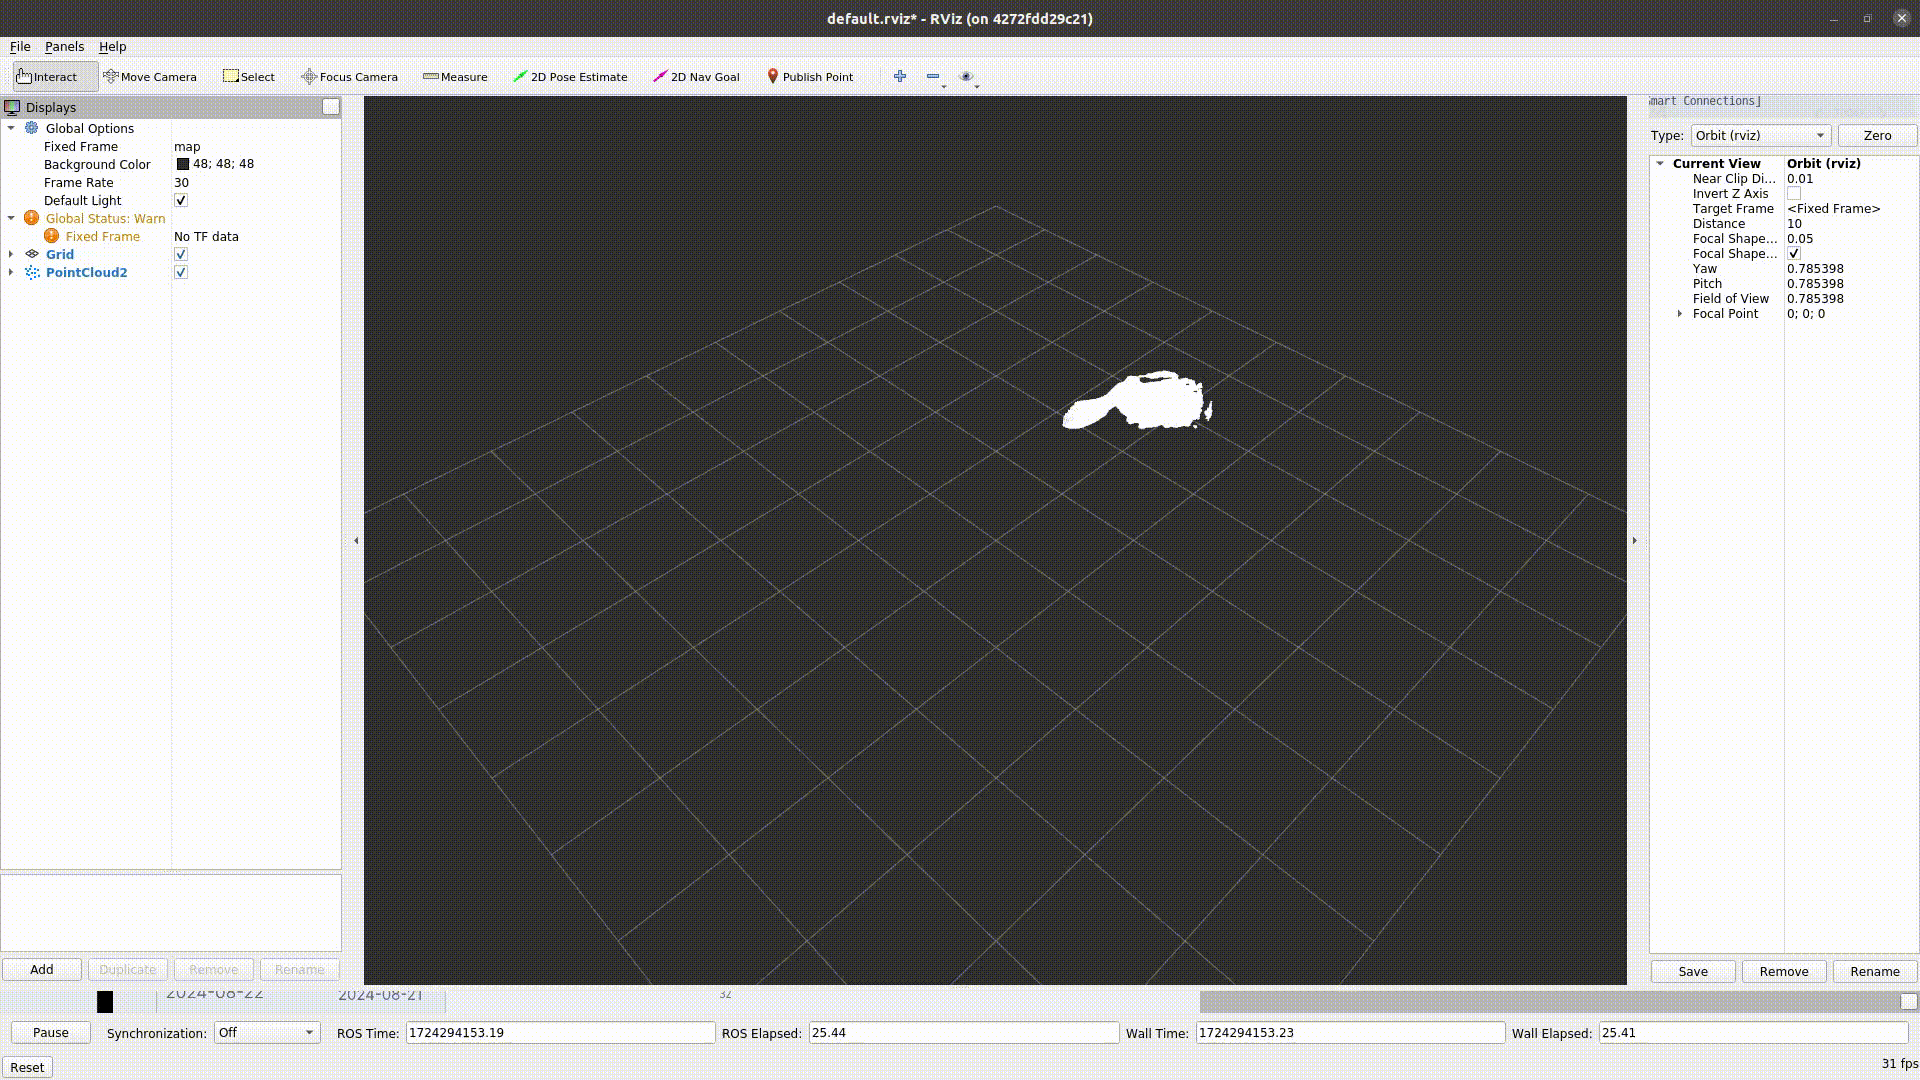 default.rviz* - RViz (on 4272fdd29c21)
File Panels Help
Interact Move Camera Select Focus Camera Measure 2D Pose Estimate 2D Nav Goal Publish Point
Displays
Global Options
Fixed Frame map
Background Color 48; 48; 48
Frame Rate 30
Default Light
Global Status: Warn
Fixed Frame No TF data
Grid
PointCloud2
Add Duplicate Remove Rename
mart Connections]
Type: Orbit (rviz) Zero
Current View Orbit (rviz)
Near Clip Di... 0.01
Invert Z Axis
Target Frame <Fixed Frame>
Distance 10
Focal Shape... 0.05
Focal Shape...
Yaw 0.785398
Pitch 0.785398
Field of View 0.785398
Focal Point 0; 0; 0
Save Remove Rename
2024-08-22 2024-08-21 32
Pause Synchronization: Off ROS Time: 1724294153.19 ROS Elapsed: 25.44 Wall Time: 1724294153.23 Wall Elapsed: 25.41
Reset 31 fps